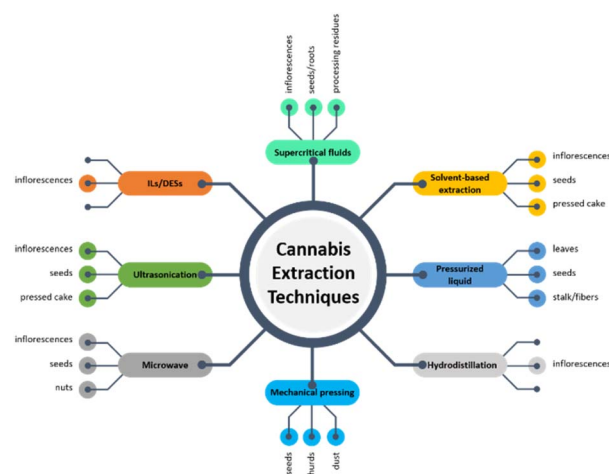 inflorescences
seeds/roots
processing residues
Supercritical fluids
ILs/DESs
inflorescences
Solvent-based
extraction
inflorescences
seeds
pressed cake
Cannabis
Extraction
Techniques
inflorescences
seeds
pressed cake
Ultrasonication
Pressurized
liquid
leaves
seeds
stalk/fibers
inflorescences
seeds
nuts
Microwave
Hydrodistillation
inflorescences
Mechanical pressing
seeds
hurds
dust